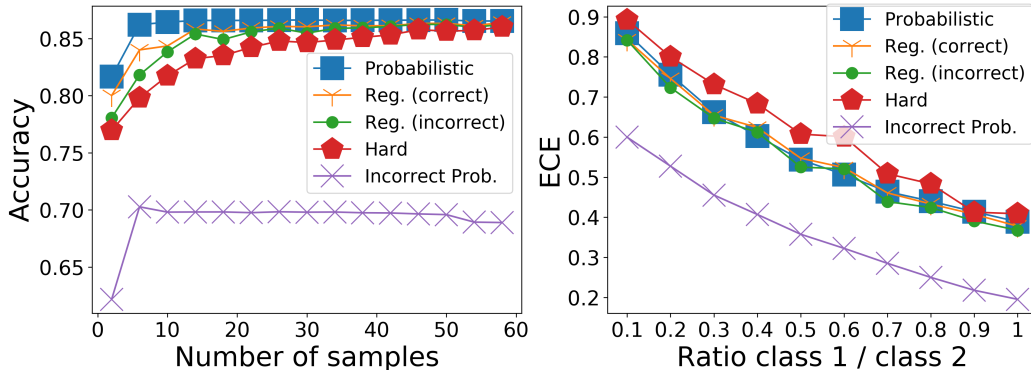 Accuracy
0.85
0.80
0.75
0.70
0.65
0 10 20 30 40 50 60
Number of samples
Probabilistic
Reg. (correct)
Reg. (incorrect)
Hard
Incorrect Prob.
ECE
0.9
0.8
0.7
0.6
0.5
0.4
0.3
0.2
0.1 0.2 0.3 0.4 0.5 0.6 0.7 0.8 0.9 1
Ratio class 1 / class 2
Probabilistic
Reg. (correct)
Reg. (incorrect)
Hard
Incorrect Prob.